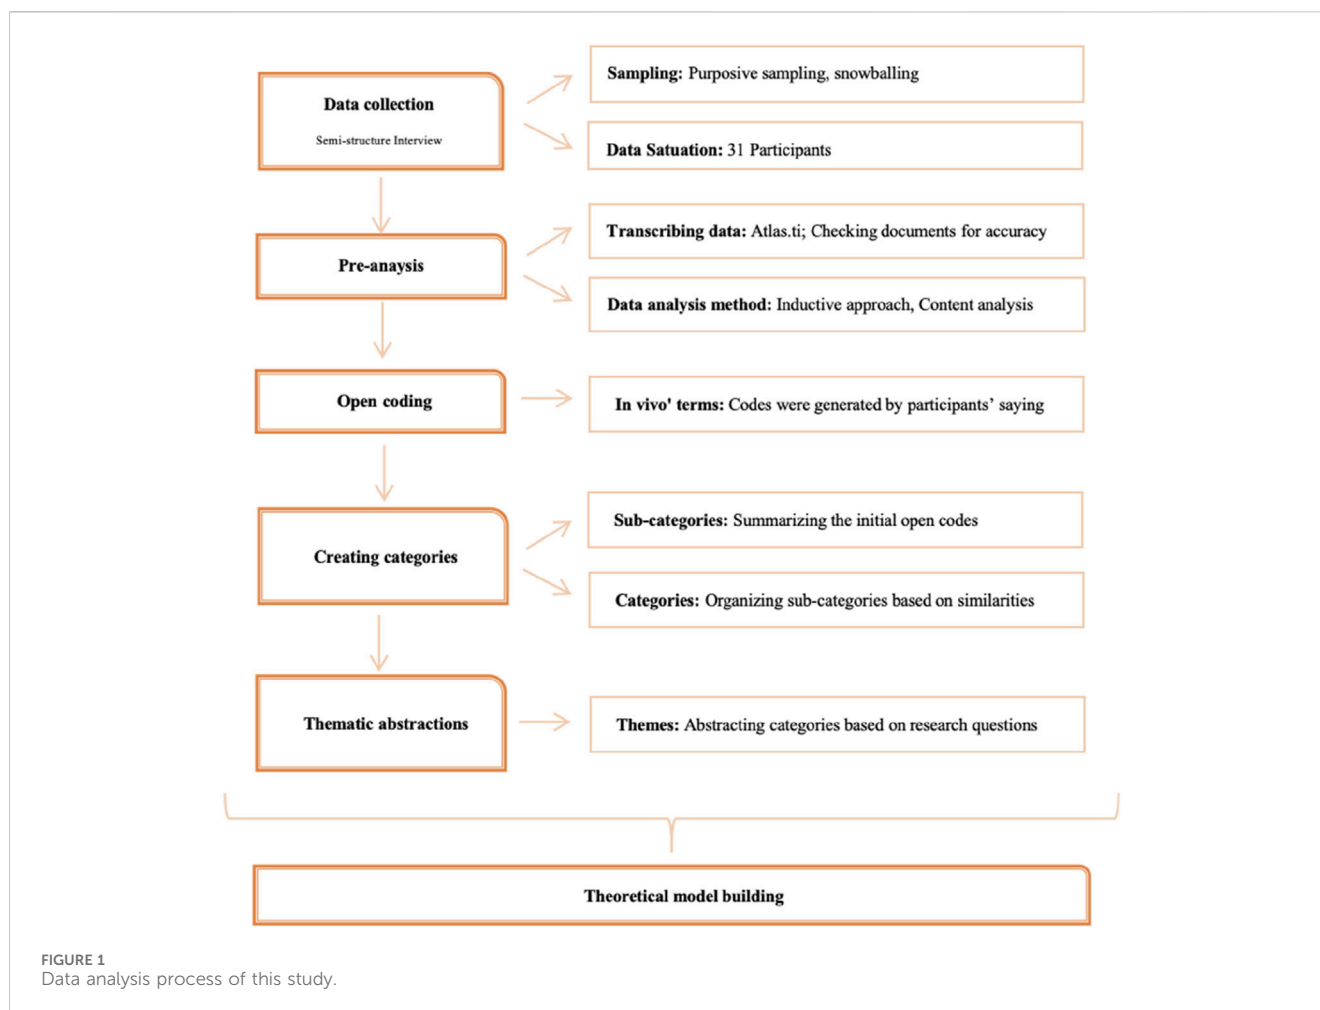 Data collection
Semi-structure Interview
Sampling: Purposive sampling, snowballing
Data Satuation: 31 Participants
Pre-anaysis
Transcribing data: Atlas.ti; Checking documents for accuracy
Data analysis method: Inductive approach, Content analysis
Open coding
In vivo' terms: Codes were generated by participants’ saying
Creating categories
Sub-categories: Summarizing the initial open codes
Categories: Organizing sub-categories based on similarities
Thematic abstractions
Themes: Abstracting categories based on research questions
Theoretical model building
FIGURE 1
Data analysis process of this study.